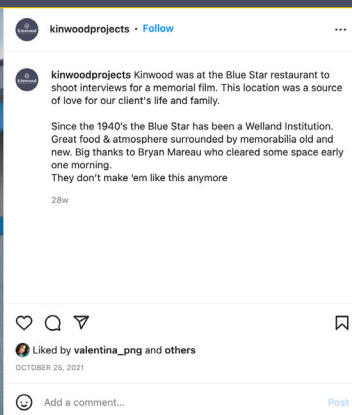 kinwoodprojects • Follow
kinwoodprojects Kinwood was at the Blue Star restaurant to
shoot interviews for a memorial film. This location was a source
of love for our client's life and family.
Since the 1940's the Blue Star has been a Welland Institution.
Great food & atmosphere surrounded by memorabilia old and
new. Big thanks to Bryan Mareau who cleared some space early
one morning.
They don't make 'em like this anymore
28w
Liked by valentina_png and others
OCTOBER 25, 2021
Add a comment...
Post